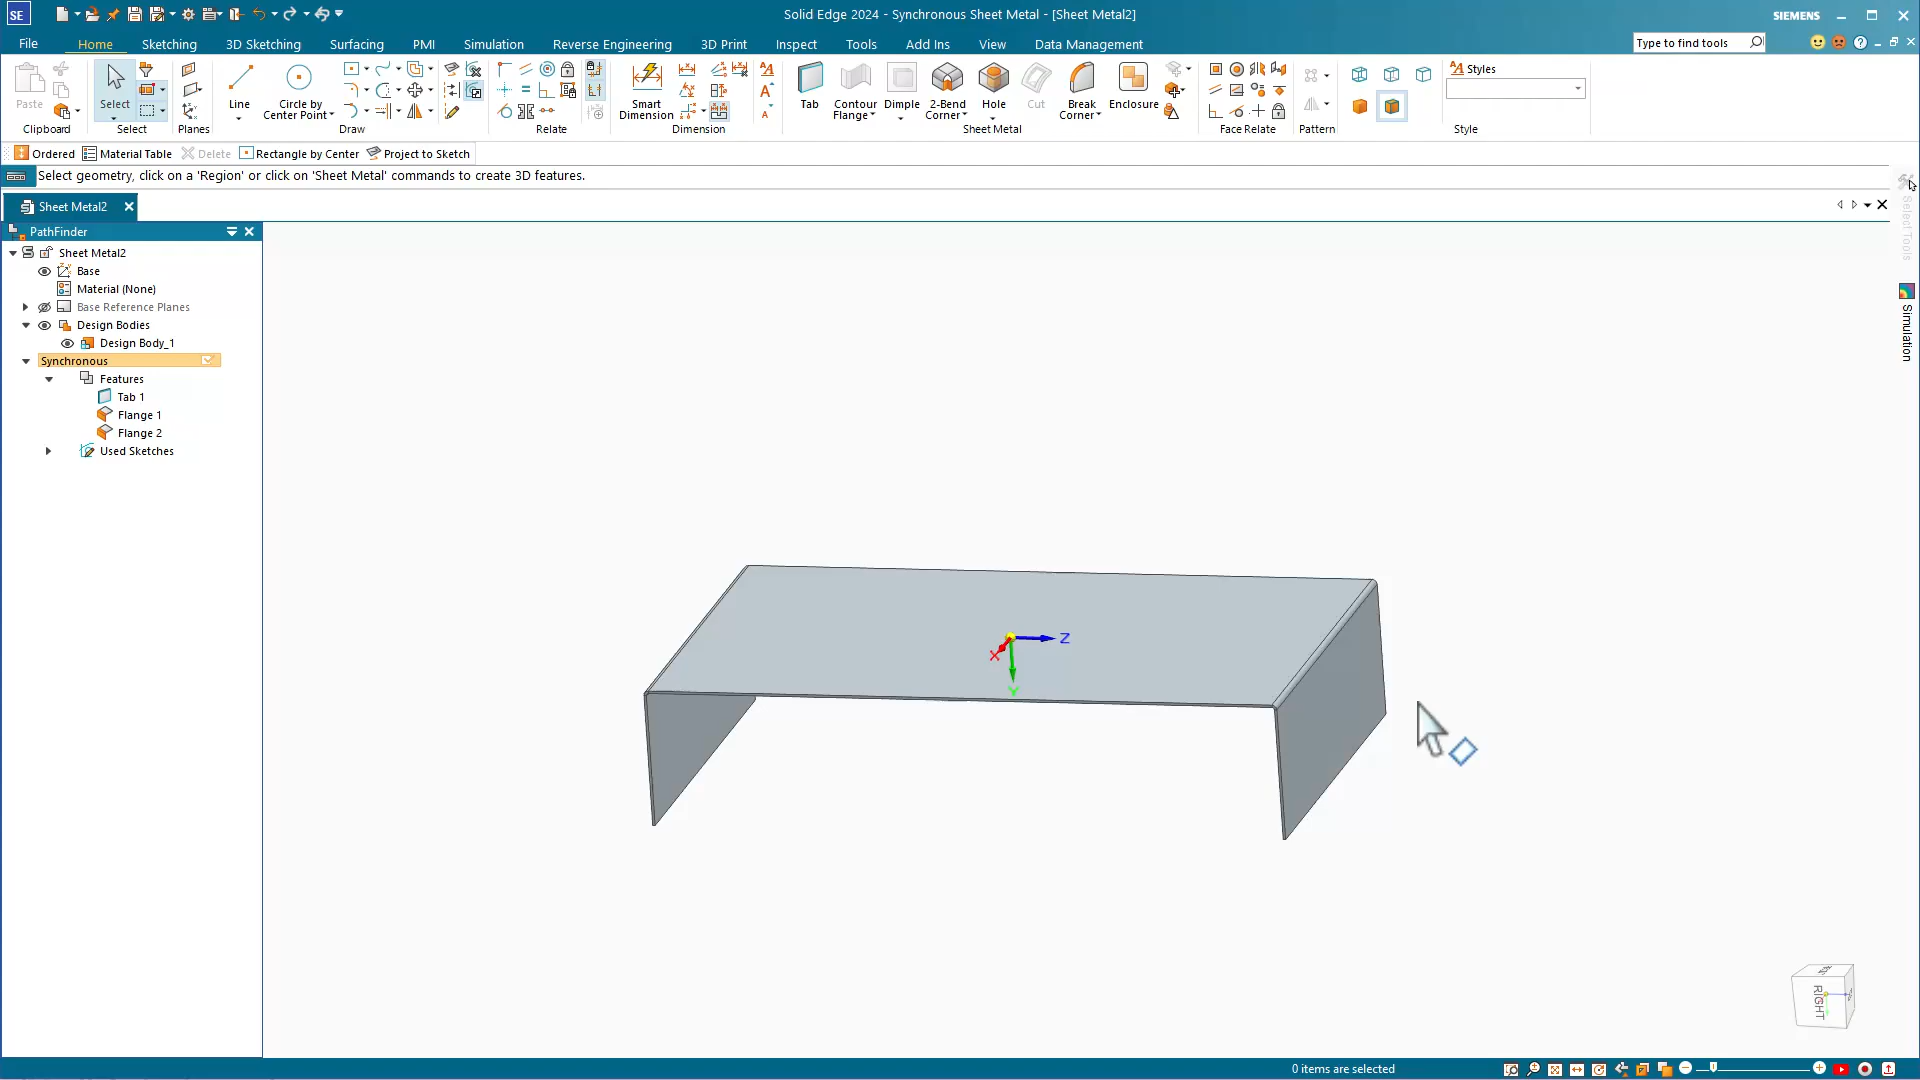 SE
Solid Edge 2024 - Synchronous Sheet Metal - [Sheet Metal2]
SIEMENS
File Home Sketching 3D Sketching Surfacing PMI Simulation Reverse Engineering 3D Print Inspect Tools Add Ins View Data Management
Type to find tools
Paste
Clipboard
Select
Select
Planes
Line
Circle by Center Point
Draw
Relate
Smart Dimension
Dimension
Tab
Contour Flange
Dimple
2-Bend Corner
Hole
Cut
Break Corner
Enclosure
Sheet Metal
Face Relate
Pattern
Styles
Style
Ordered Material Table Delete Rectangle by Center Project to Sketch
Select geometry, click on a 'Region' or click on 'Sheet Metal' commands to create 3D features.
Sheet Metal2
PathFinder
Sheet Metal2
Base
Material (None)
Base Reference Planes
Design Bodies
Design Body_1
Synchronous
Features
Tab 1
Flange 1
Flange 2
Used Sketches
Select Tools
Simulation
Z
X
Y
RIGHT
0 items are selected